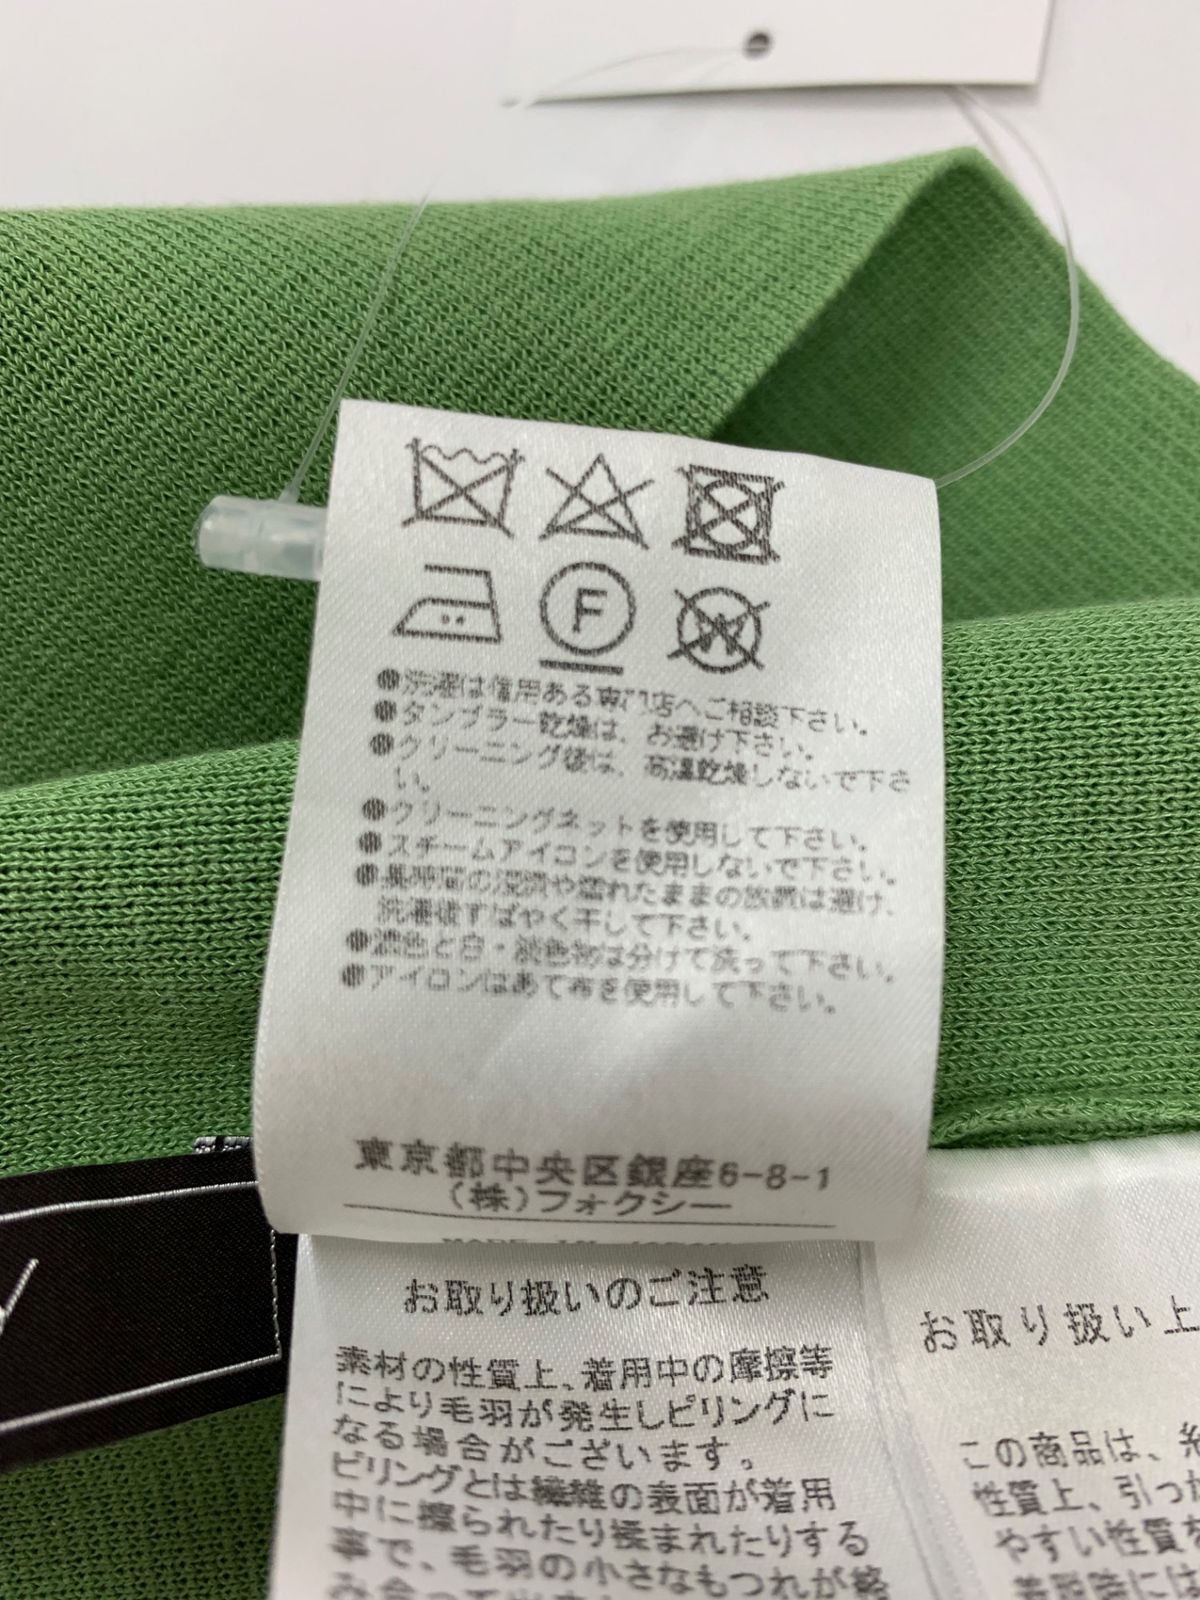 F
W
●洗濯は信用ある専門店へご相談下さい。
●タンブラー乾燥は、お避け下さい。
●クリーニング後は、高温乾燥しないで下さ
い。
●クリーニングネットを使用して下さい。
●スチームアイロンを使用しないで下さい。
●長時間の浸漬や濡れたままの放置は避け、
洗濯後すばやく干して下さい。
●濃色と白・淡色物は分けて洗って下さい。
●アイロンはあて布を使用して下さい。
東京都中央区銀座6-8-1
(株)フォクシー
MADE IN JAPAN
お取り扱いのご注意
素材の性質上、着用中の摩擦等
により毛羽が発生しピリングに
なる場合がございます。
ピリングとは繊維の表面が着用
中に擦られたり揉まれたりする
事で、毛羽の小さなもつれが絡
お取り扱い上
この商品は、糸
性質上、引っか
やすい性質を
着脱時には